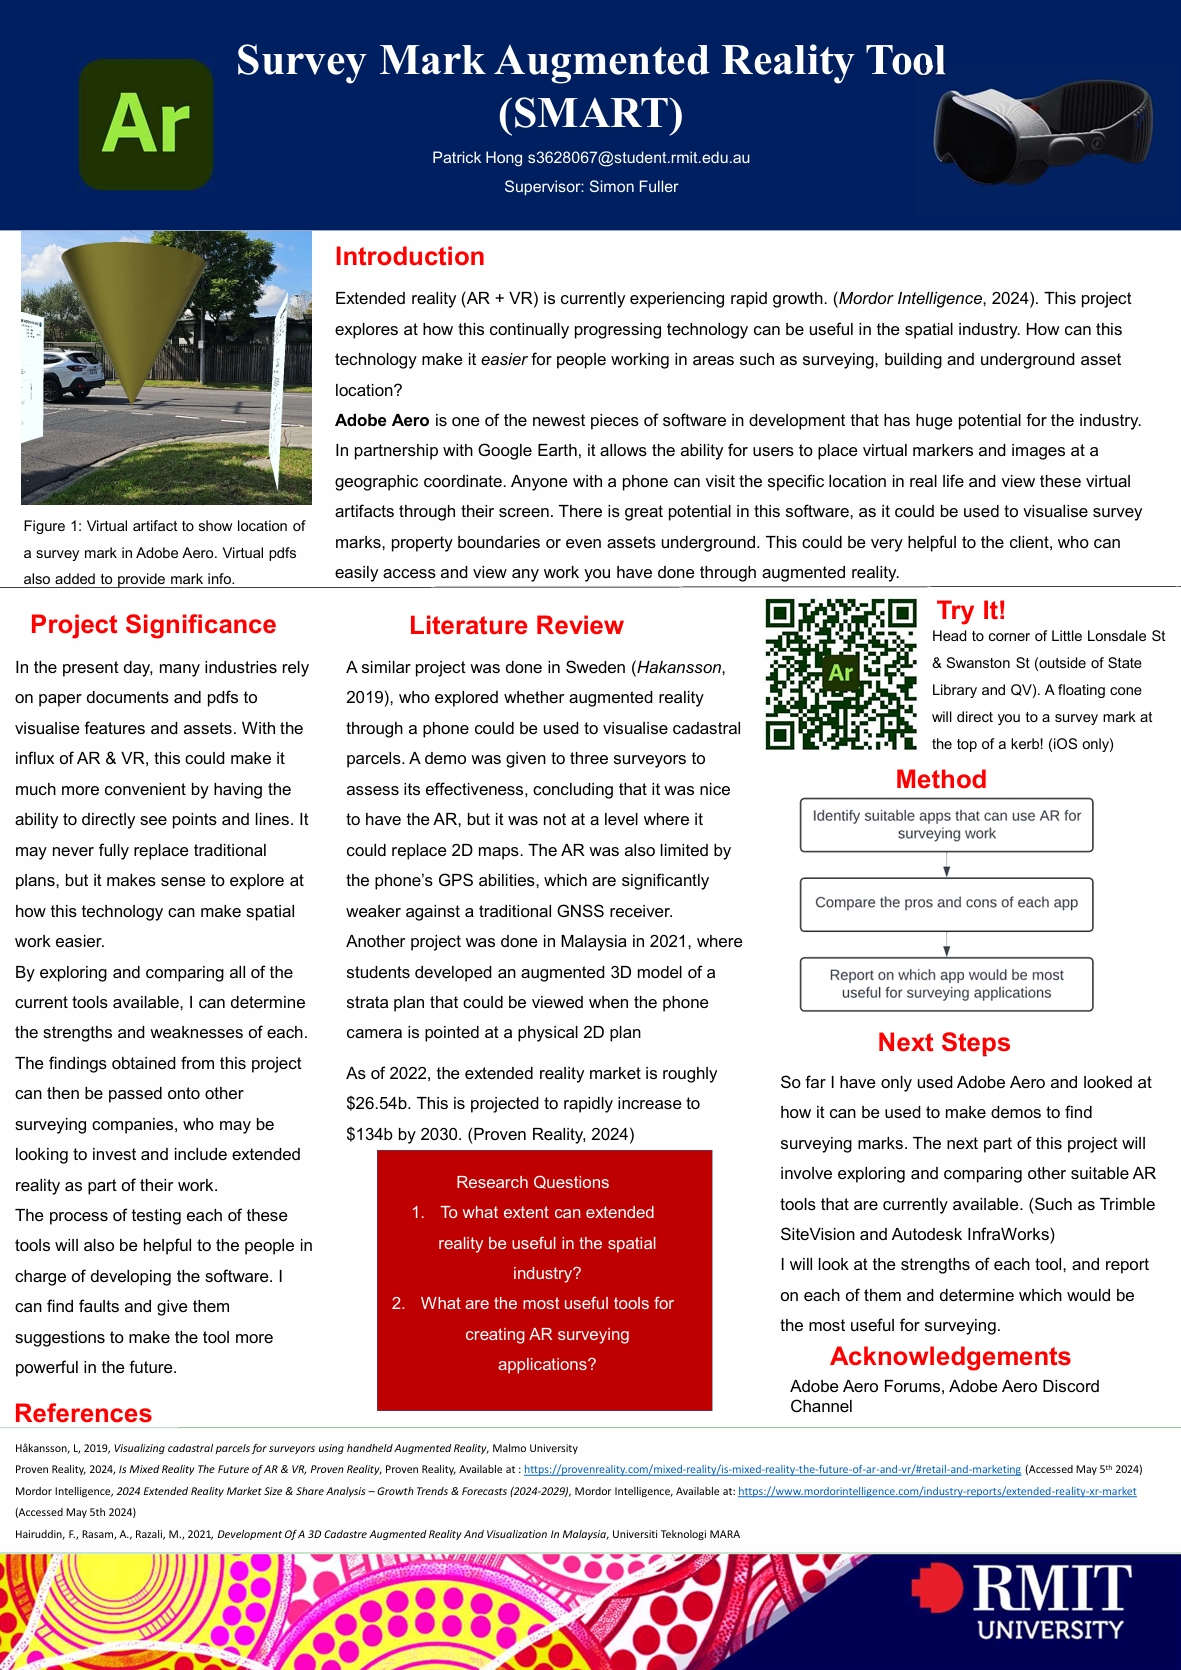 Ar
Survey Mark Augmented Reality Tool
(SMART)
Patrick Hong s3628067@student.rmit.edu.au
Supervisor: Simon Fuller
Figure 1: Virtual artifact to show location of
a survey mark in Adobe Aero. Virtual pdfs
also added to provide mark info.
Introduction
Extended reality (AR + VR) is currently experiencing rapid growth. (Mordor Intelligence, 2024). This project
explores at how this continually progressing technology can be useful in the spatial industry. How can this
technology make it easier for people working in areas such as surveying, building and underground asset
location?
Adobe Aero is one of the newest pieces of software in development that has huge potential for the industry.
In partnership with Google Earth, it allows the ability for users to place virtual markers and images at a
geographic coordinate. Anyone with a phone can visit the specific location in real life and view these virtual
artifacts through their screen. There is great potential in this software, as it could be used to visualise survey
marks, property boundaries or even assets underground. This could be very helpful to the client, who can
easily access and view any work you have done through augmented reality.
Project Significance
In the present day, many industries rely
on paper documents and pdfs to
visualise features and assets. With the
influx of AR & VR, this could make it
much more convenient by having the
ability to directly see points and lines. It
may never fully replace traditional
plans, but it makes sense to explore at
how this technology can make spatial
work easier.
By exploring and comparing all of the
current tools available, I can determine
the strengths and weaknesses of each.
The findings obtained from this project
can then be passed onto other
surveying companies, who may be
looking to invest and include extended
reality as part of their work.
The process of testing each of these
tools will also be helpful to the people in
charge of developing the software. I
can find faults and give them
suggestions to make the tool more
powerful in the future.
Literature Review
A similar project was done in Sweden (Hakansson,
2019), who explored whether augmented reality
through a phone could be used to visualise cadastral
parcels. A demo was given to three surveyors to
assess its effectiveness, concluding that it was nice
to have the AR, but it was not at a level where it
could replace 2D maps. The AR was also limited by
the phone's GPS abilities, which are significantly
weaker against a traditional GNSS receiver.
Another project was done in Malaysia in 2021, where
students developed an augmented 3D model of a
strata plan that could be viewed when the phone
camera is pointed at a physical 2D plan
As of 2022, the extended reality market is roughly
$26.54b. This is projected to rapidly increase to
$134b by 2030. (Proven Reality, 2024)
Research Questions
1. To what extent can extended
reality be useful in the spatial
industry?
2. What are the most useful tools for
creating AR surveying
applications?
Ar
Try It!
Head to corner of Little Lonsdale St
& Swanston St (outside of State
Library and QV). A floating cone
will direct you to a survey mark at
the top of a kerb! (iOS only)
Method
Identify suitable apps that can use AR for
surveying work
Compare the pros and cons of each app
Report on which app would be most
useful for surveying applications
Next Steps
So far I have only used Adobe Aero and looked at
how it can be used to make demos to find
surveying marks. The next part of this project will
involve exploring and comparing other suitable AR
tools that are currently available. (Such as Trimble
SiteVision and Autodesk InfraWorks)
I will look at the strengths of each tool, and report
on each of them and determine which would be
the most useful for surveying.
Acknowledgements
Adobe Aero Forums, Adobe Aero Discord
Channel
References
Håkansson, L, 2019, Visualizing cadastral parcels for surveyors using handheld Augmented Reality, Malmo University
Proven Reality, 2024, Is Mixed Reality The Future of AR & VR, Proven Reality, Proven Reality, Available at : https://provenreality.com/mixed-reality/is-mixed-reality-the-future-of-ar-and-vr/#retail-and-marketing (Accessed May 5th 2024)
Mordor Intelligence, 2024 Extended Reality Market Size & Share Analysis – Growth Trends & Forecasts (2024-2029), Mordor Intelligence, Available at: https://www.mordorintelligence.com/industry-reports/extended-reality-xr-market
(Accessed May 5th 2024)
Hairuddin, F., Rasam, A., Razali, M., 2021, Development Of A 3D Cadastre Augmented Reality And Visualization In Malaysia, Universiti Teknologi MARA
RMIT
UNIVERSITY